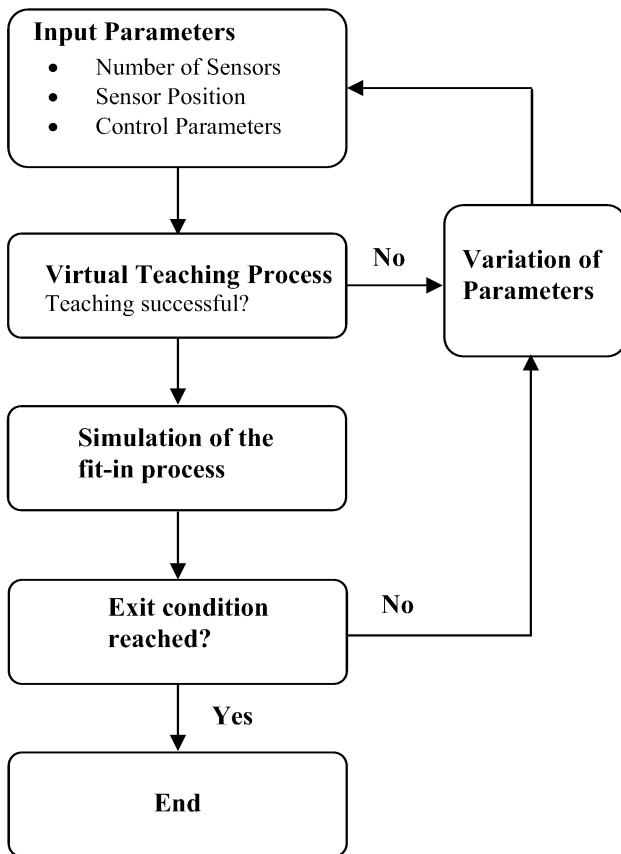 Input Parameters
• Number of Sensors
• Sensor Position
• Control Parameters
Virtual Teaching Process
Teaching successful?
No
Variation of
Parameters
Simulation of the
fit-in process
Exit condition
reached?
No
Yes
End